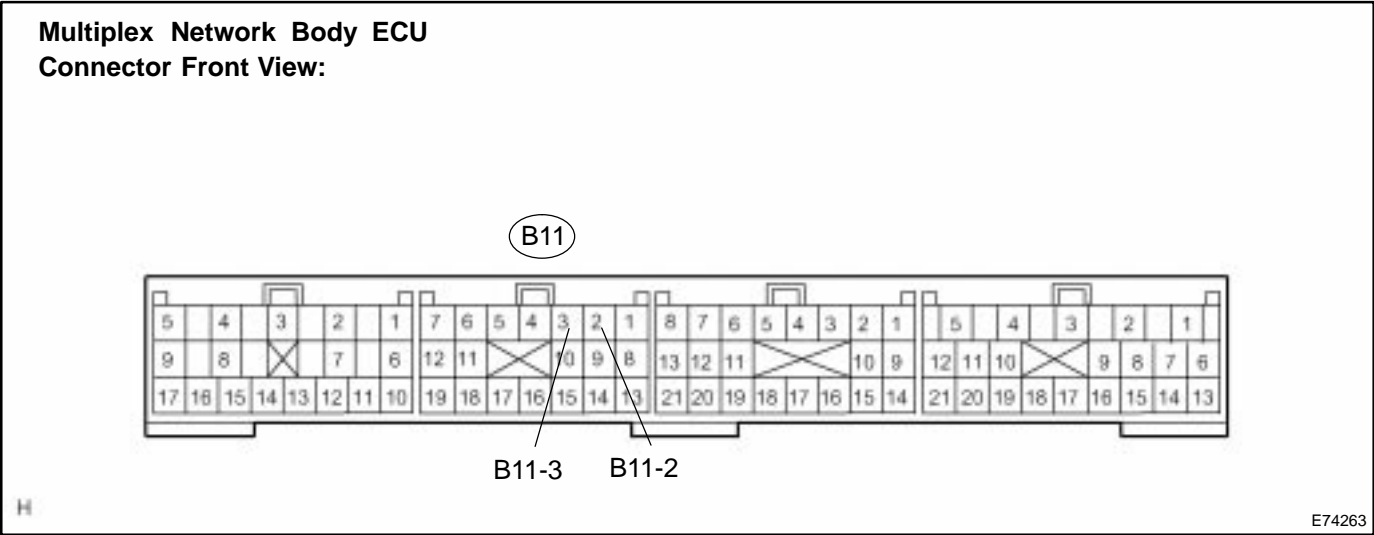 Multiplex Network Body ECU
Connector Front View:
B11
5 4 3 2 1 7 6 5 4 3 2 1 8 7 6 5 4 3 2 1 5 4 3 2 1
9 8 7 6 12 11 10 9 8 13 12 11 10 9 12 11 10 9 8 7 6
17 16 15 14 13 12 11 10 19 18 17 16 15 14 13 21 20 19 18 17 16 15 14 21 20 19 18 17 16 15 14 13
B11-3 B11-2
H E74263